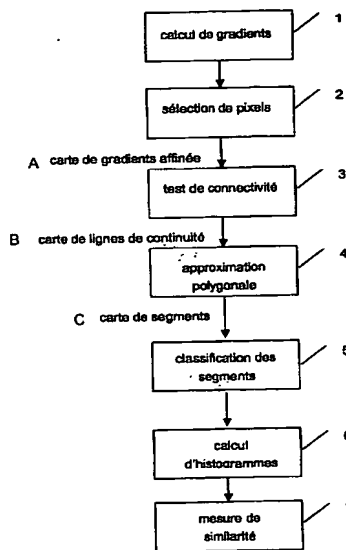 1
calcul de gradients
2
sélection de pixels
A carte de gradients affinée
3
test de connectivité
B carte de lignes de continuité
4
approximation
polygonale
C carte de segments
5
classification des
segments
6
calcul
d'histogrammes
mesure de
similarité